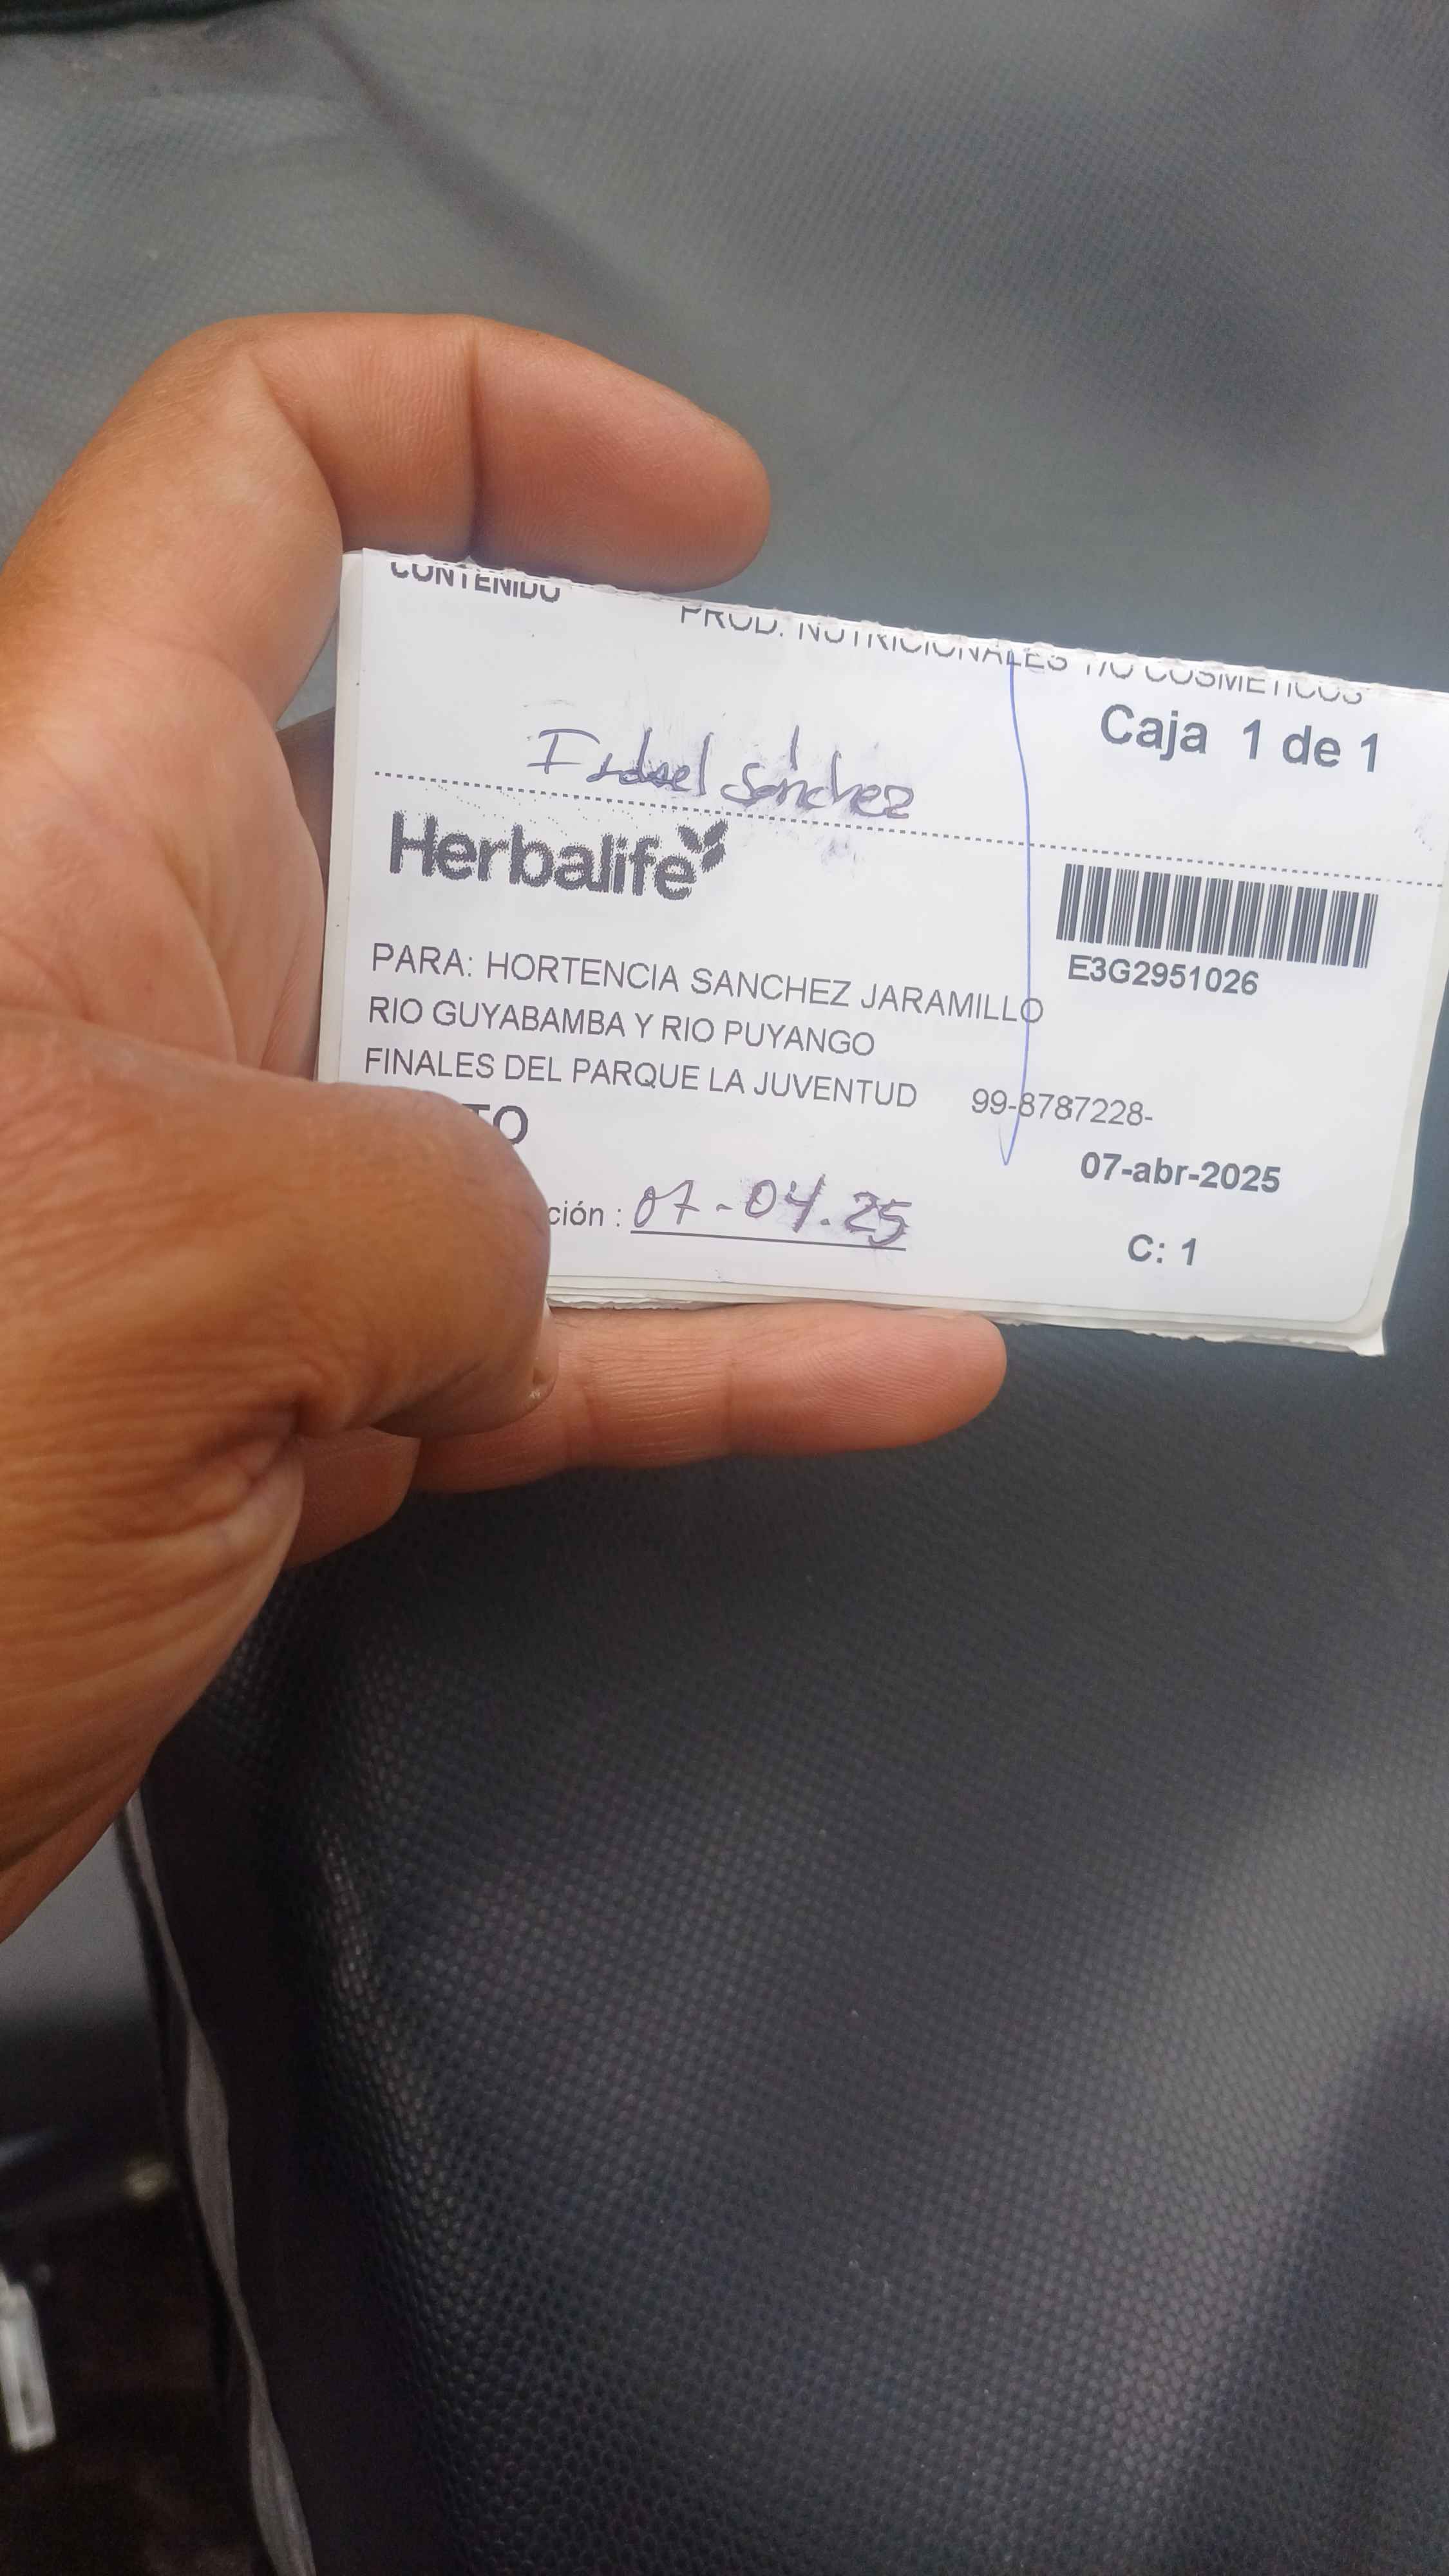 CONTENIDO PROD. NUTRICIONALES Y/O COSMETICOS
Caja 1 de 1
Sánchez
Herbalife
E3G2951026
PARA: HORTENCIA SANCHEZ JARAMILLO
RIO GUYABAMBA Y RIO PUYANGO
FINALES DEL PARQUE LA JUVENTUD 99-8787228-
07-abr-2025
ción : 07-04.25
C: 1